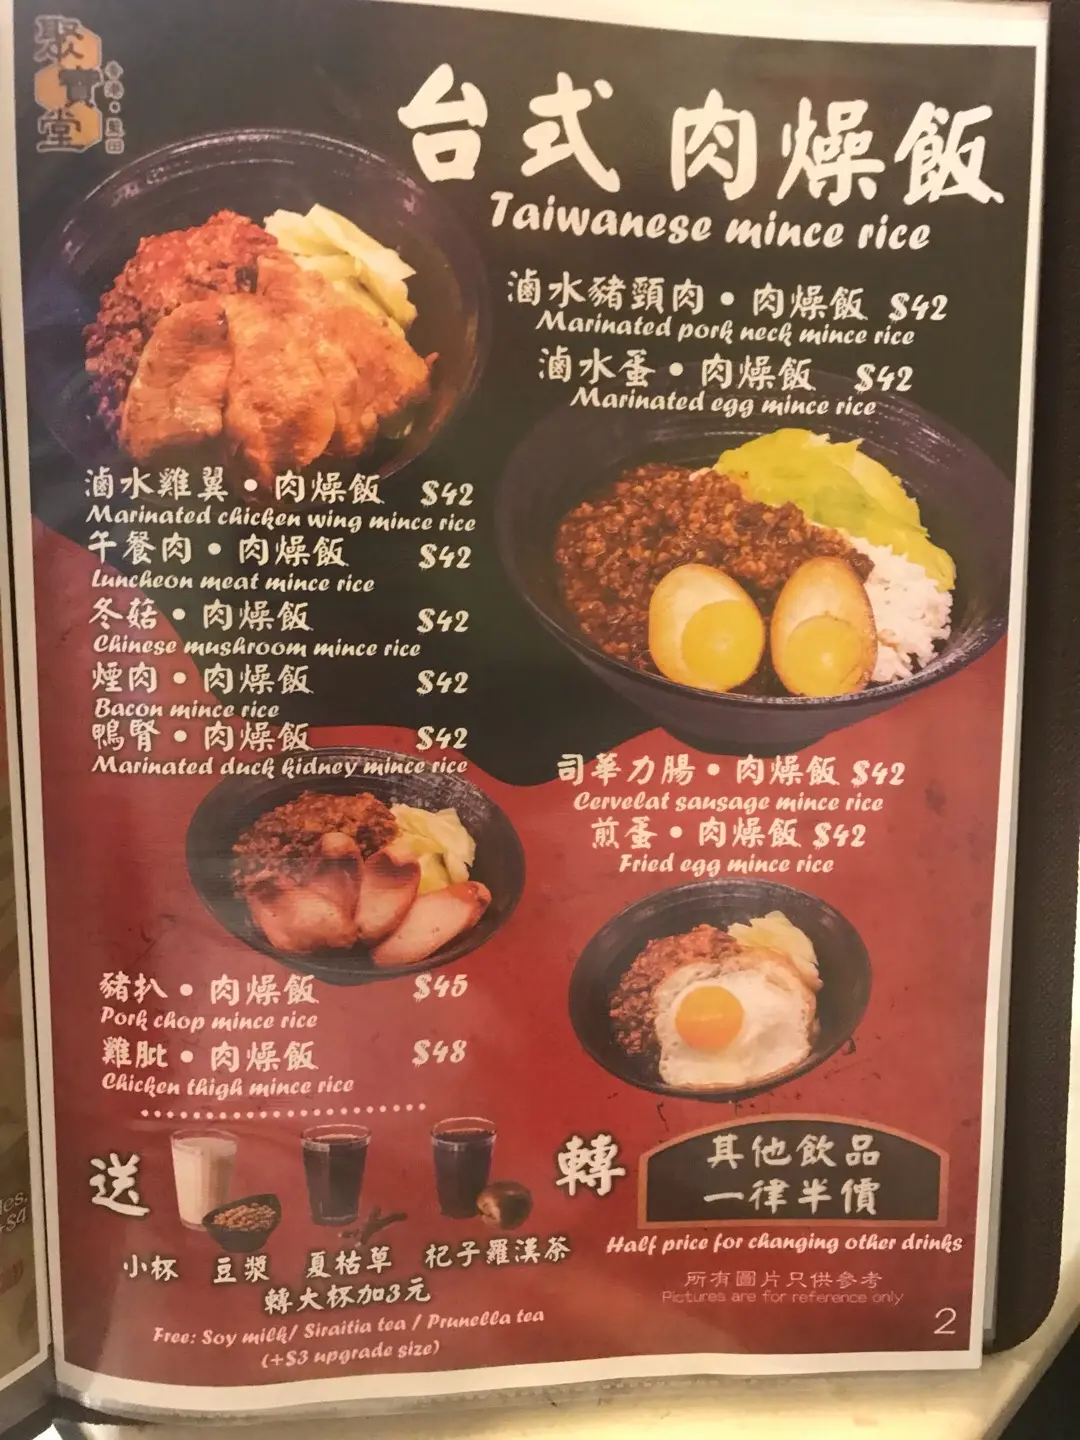 聚寶堂
台式 肉燥飯
Taiwanese mince rice
滷水豬頸肉•肉燥飯 $42
Marinated pork neck mince rice
滷水蛋•肉燥飯 $42
Marinated egg mince rice
滷水雞翼•肉燥飯 $42
Marinated chicken wing mince rice
午餐肉•肉燥飯 $42
Luncheon meat mince rice
冬菇•肉燥飯 $42
Chinese mushroom mince rice
煙肉•肉燥飯 $42
Bacon mince rice
鴨腎•肉燥飯 $42
Marinated duck kidney mince rice
司華力腸•肉燥飯 $42
Cervelat sausage mince rice
煎蛋•肉燥飯 $42
Fried egg mince rice
豬扒•肉燥飯 $45
Pork chop mince rice
雞脾•肉燥飯 $48
Chicken thigh mince rice
送
小杯 豆漿 夏枯草 杞子羅漢茶
轉大杯加3元
Free: Soy milk/ Siraitia tea / Prunella tea
(+$3 upgrade size)
轉
其他飲品
一律半價
Half price for changing other drinks
所有圖片只供參考
Pictures are for reference only
2